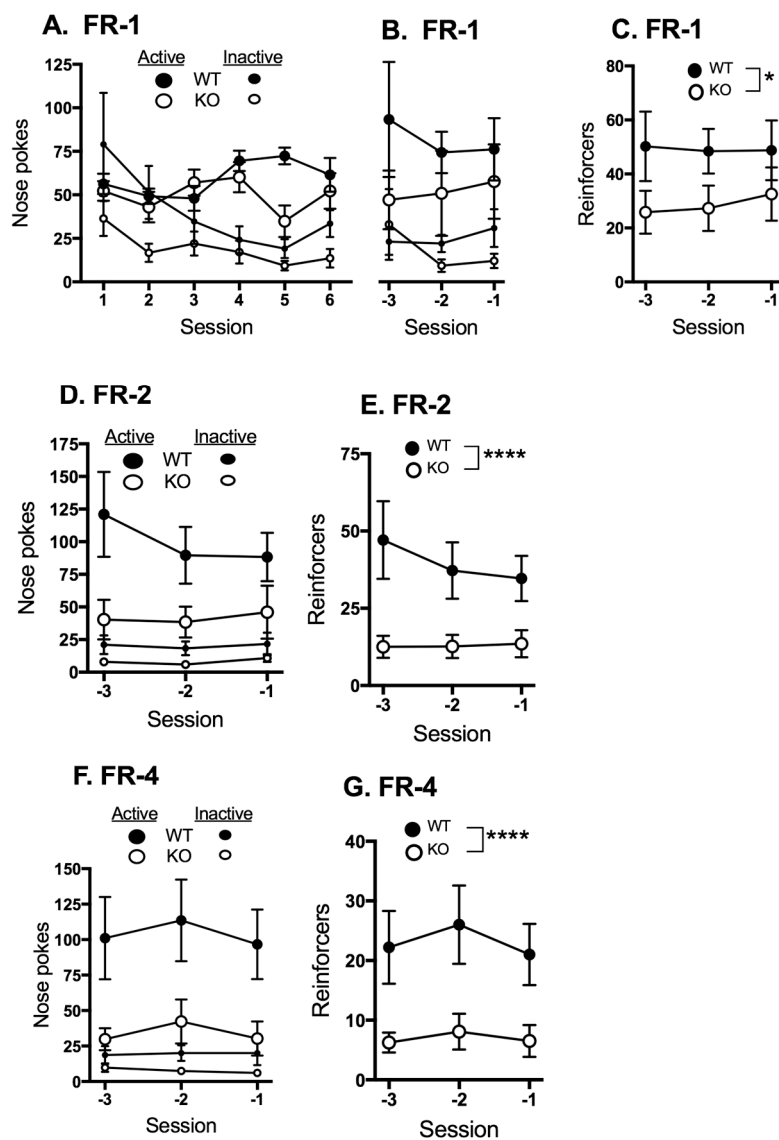 A. FR-1
Active Inactive
WT
KO
Nose pokes
125
100
75
50
25
0
1 2 3 4 5 6
Session
B. FR-1
-3 -2 -1
Session
C. FR-1
WT
KO
*
Reinforcers
80
60
40
20
0
-3 -2 -1
Session
D. FR-2
Active Inactive
WT
KO
Nose pokes
175
150
125
100
75
50
25
0
-3 -2 -1
Session
E. FR-2
WT
KO
****
Reinforcers
75
50
25
0
-3 -2 -1
Session
F. FR-4
Active Inactive
WT
KO
Nose pokes
150
125
100
75
50
25
0
-3 -2 -1
Session
G. FR-4
WT
KO
****
Reinforcers
40
30
20
10
0
-3 -2 -1
Session